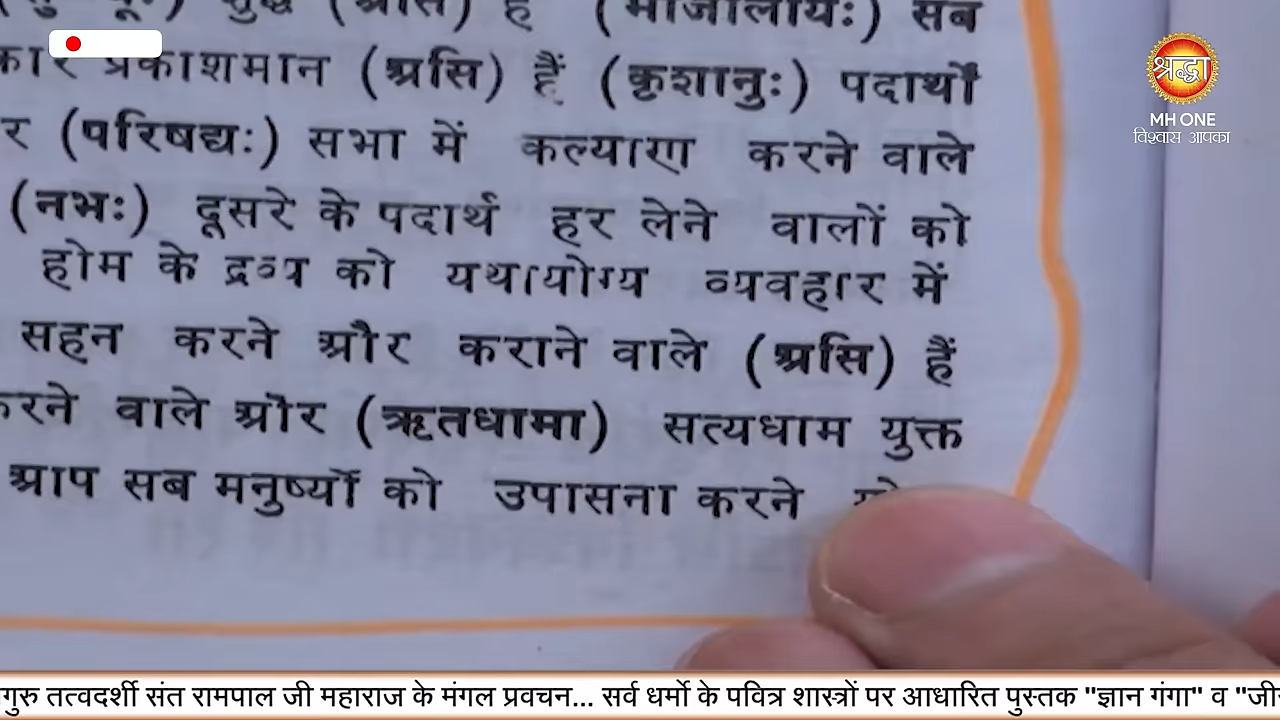 शुद्ध (असि) हैं (मार्जालीयः) सब
प्रकाशमान (असि) हैं (कृशानुः) पदार्थों
र (परिषद्यः) सभा में कल्याण करने वाले
(नभः) दूसरे के पदार्थ हर लेने वालों को
होम के द्रव्य को यथायोग्य व्यवहार में
सहन करने और कराने वाले (असि) हैं
करने वाले और (ऋतधामा) सत्यधाम युक्त
आप सब मनुष्यों को उपासना करने
श्रद्धा
MH ONE
विश्वास आपका
गुरु तत्वदर्शी संत रामपाल जी महाराज के मंगल प्रवचन... सर्व धर्मो के पवित्र शास्त्रों पर आधारित पुस्तक "ज्ञान गंगा" व "जी